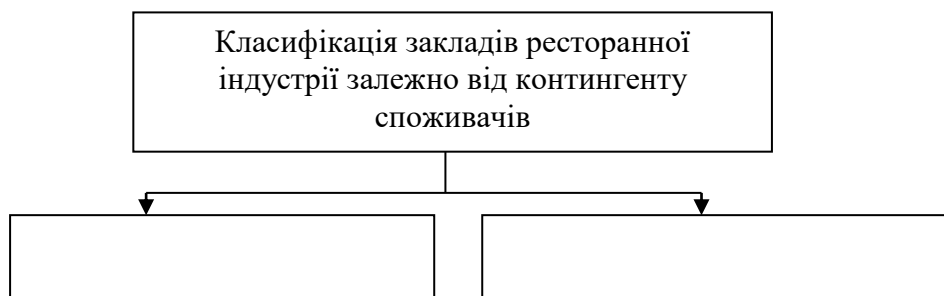 Класифікація закладів ресторанної
індустрії залежно від контингенту
споживачів